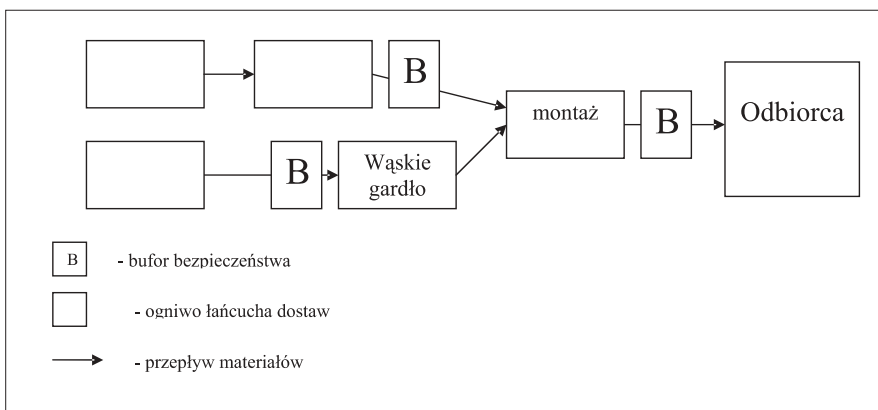 B
montaż
B
Odbiorca
B
Wąskie
gardło
B - bufor bezpieczeństwa
- ogniwo łańcucha dostaw
- przepływ materiałów